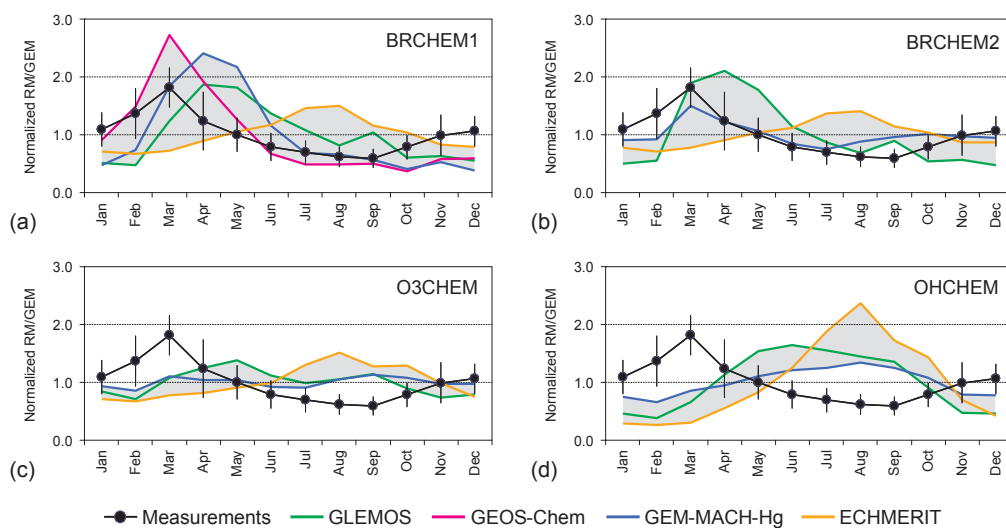 3.0
2.0
1.0
0.0
Normalized RM/GEM
BRCHEM1
Jan Feb Mar Apr May Jun Jul Aug Sep Oct Nov Dec
(a)
3.0
2.0
1.0
0.0
Normalized RM/GEM
BRCHEM2
Jan Feb Mar Apr May Jun Jul Aug Sep Oct Nov Dec
(b)
3.0
2.0
1.0
0.0
Normalized RM/GEM
O3CHEM
Jan Feb Mar Apr May Jun Jul Aug Sep Oct Nov Dec
(c)
3.0
2.0
1.0
0.0
Normalized RM/GEM
OHCHEM
Jan Feb Mar Apr May Jun Jul Aug Sep Oct Nov Dec
(d)
Measurements GLEMOS GEOS-Chem GEM-MACH-Hg ECHMERIT